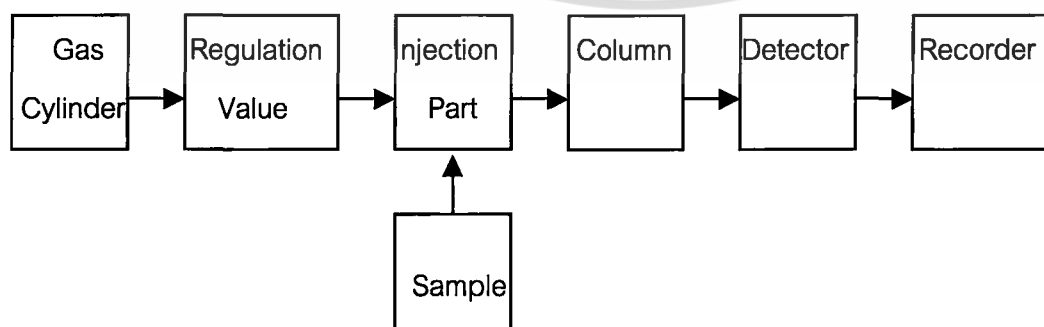 Gas
Cylinder
Regulation
Value
njection
Part
Column
Detector
Recorder
Sample